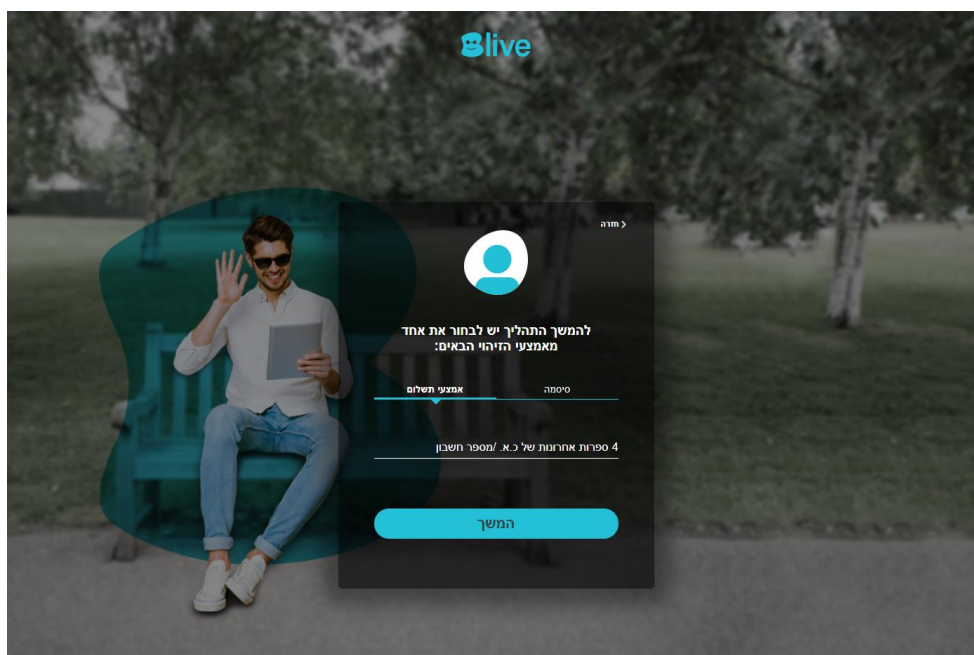 Blive
חזרה >
להמשך התהליך יש לבחור את אחד
מאמצעי הזיהוי הבאים:
סיסמה
אמצעי תשלום
4 ספרות אחרונות של כ.א. /מספר חשבון
המשך